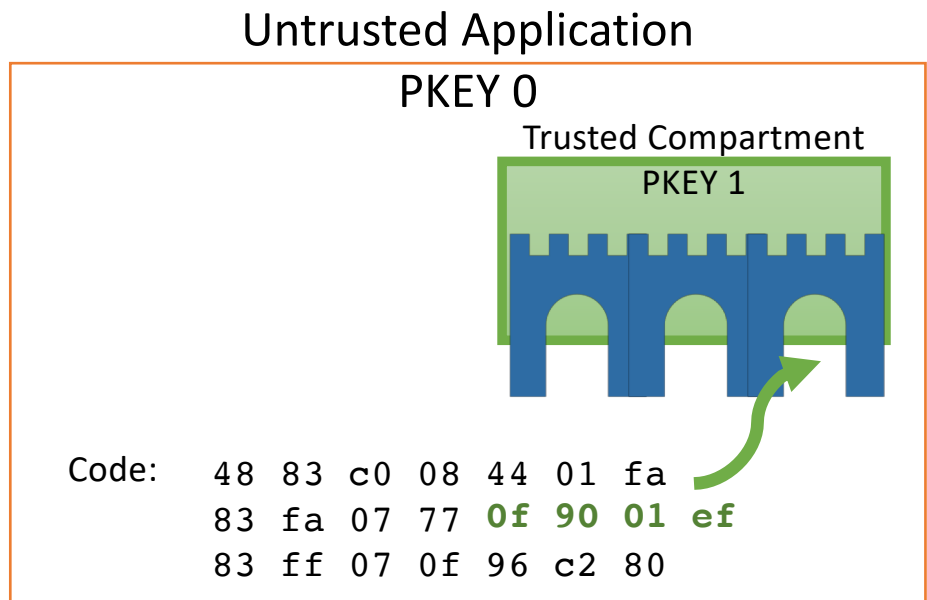 Untrusted Application
PKEY 0
Trusted Compartment
PKEY 1
Code:
48 83 c0 08 44 01 fa
83 fa 07 77 0f 90 01 ef
83 ff 07 0f 96 c2 80